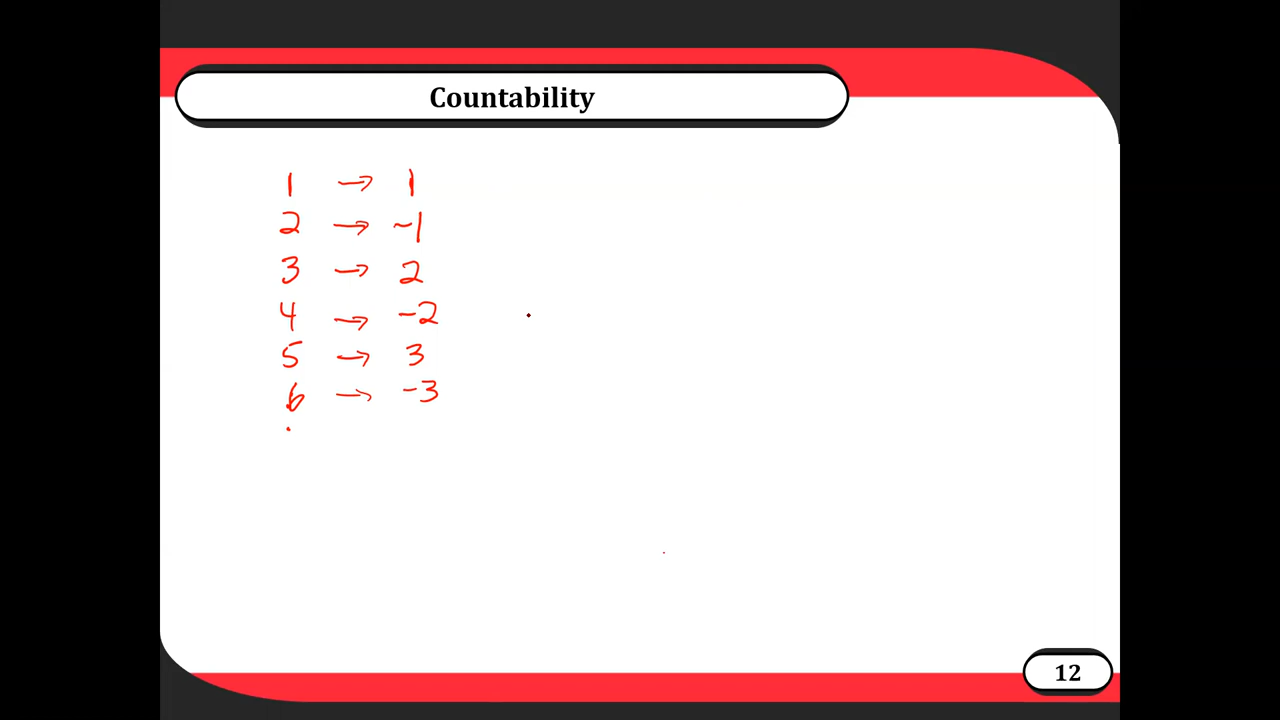 Countability
1 → 1
2 → -1
3 → 2
4 → -2
5 → 3
6 → -3
12